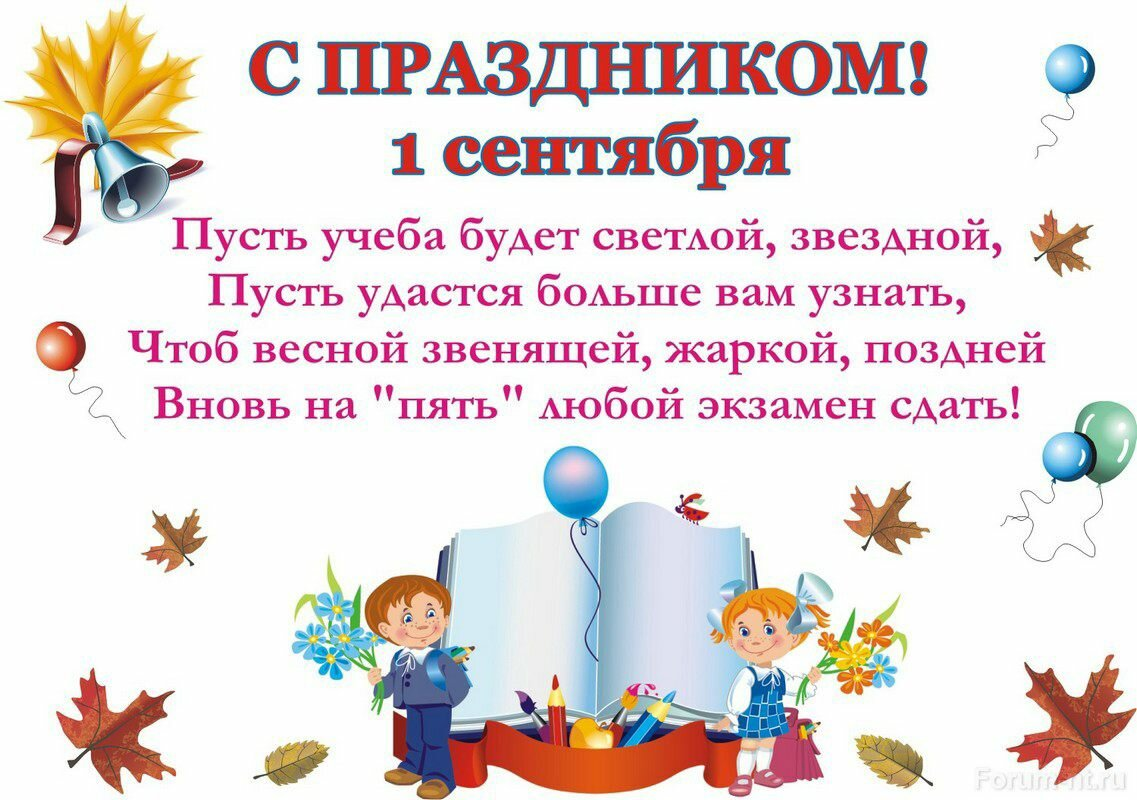 С ПРАЗДНИКОМ!
1 сентября
Пусть учеба будет светлой, звездной,
Пусть удастся больше вам узнать,
Чтоб весной звенящей, жаркой, поздней
Вновь на "пять" любой экзамен сдать!